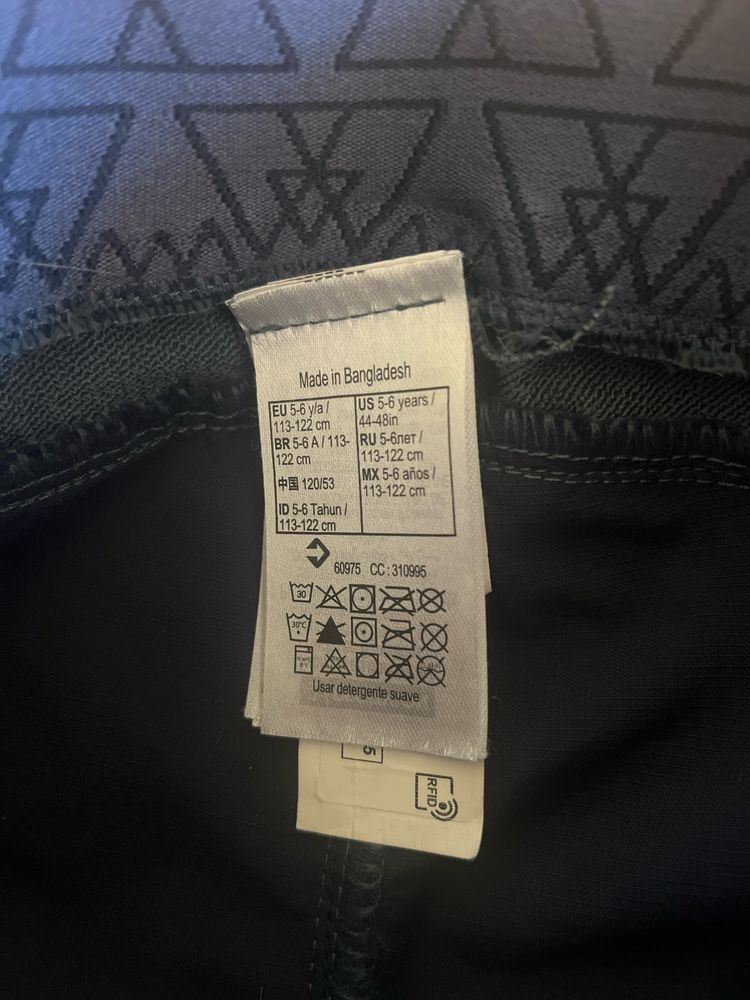 Made in Bangladesh
EU 5-6 y/a /
113-122 cm
BR 5-6 A / 113-
122 cm
中国 120/53
ID 5-6 Tahun /
113-122 cm
US 5-6 years /
44-48in
RU 5-6лет /
113-122 cm
MX 5-6 años /
113-122 cm
60975 CC : 310995
30
30°C
Usar detergente suave
5
RFID